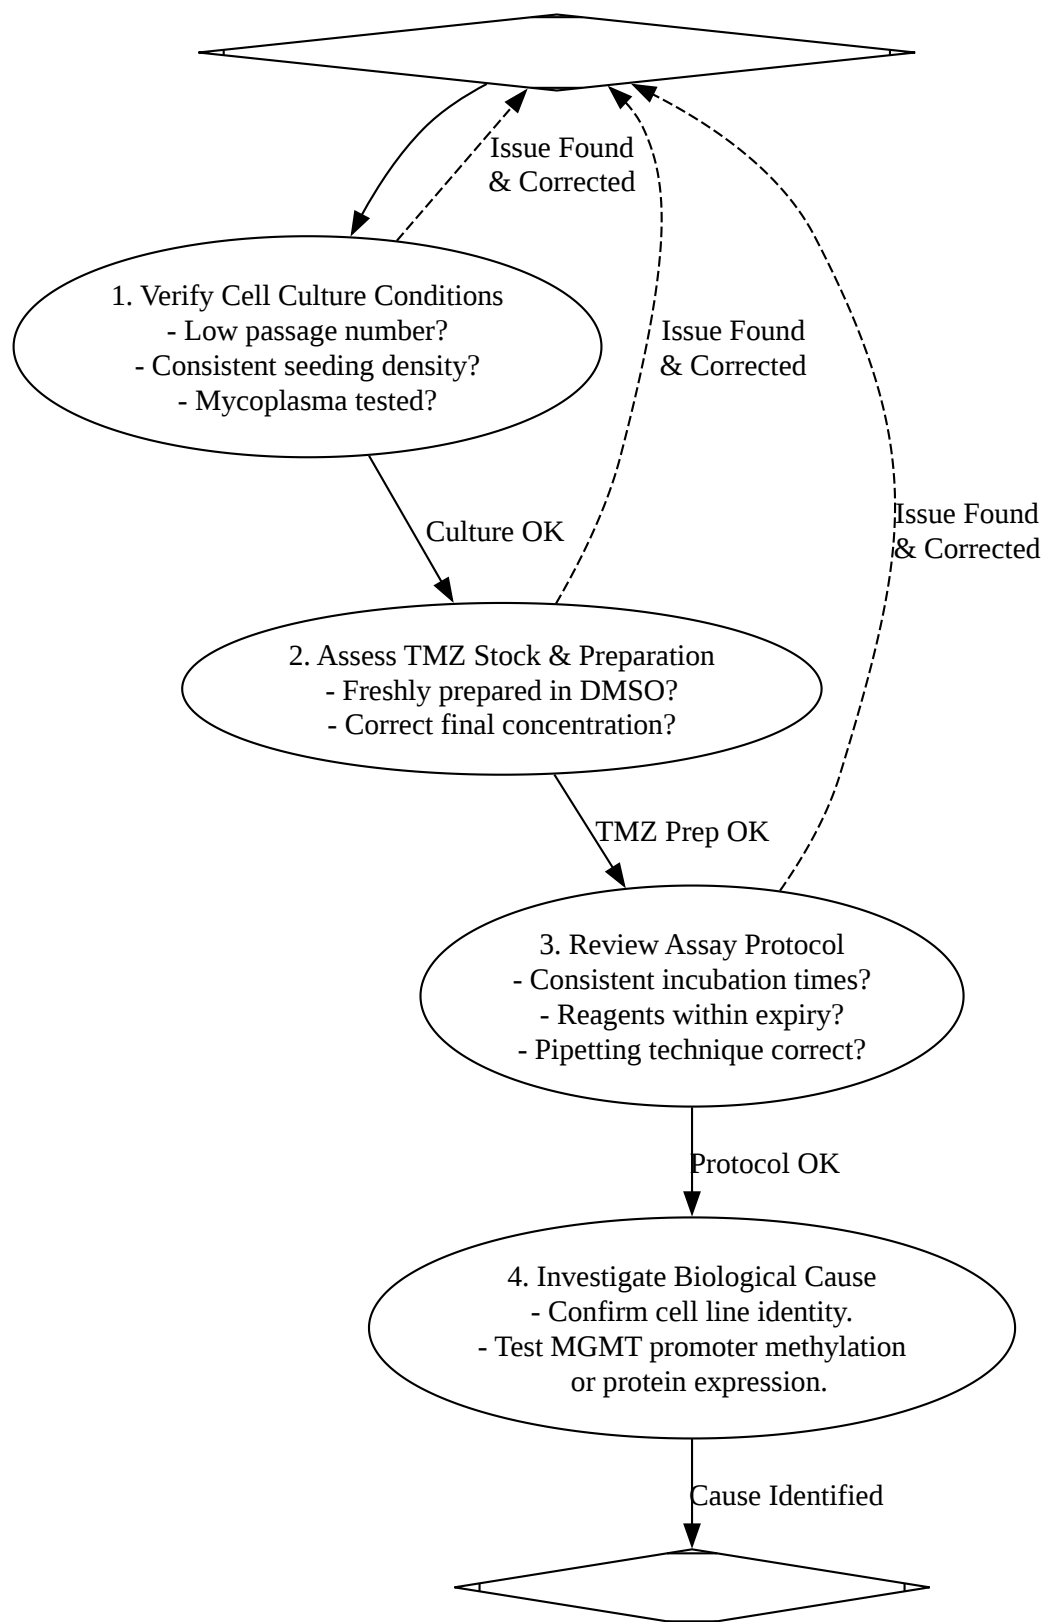 Issue Found
& Corrected
1. Verify Cell Culture Conditions
- Low passage number?
- Consistent seeding density?
- Mycoplasma tested?
Issue Found
& Corrected
Issue Found
& Corrected
Culture OK
2. Assess TMZ Stock & Preparation
- Freshly prepared in DMSO?
- Correct final concentration?
TMZ Prep OK
3. Review Assay Protocol
- Consistent incubation times?
- Reagents within expiry?
- Pipetting technique correct?
Protocol OK
4. Investigate Biological Cause
- Confirm cell line identity.
- Test MGMT promoter methylation
or protein expression.
Cause Identified